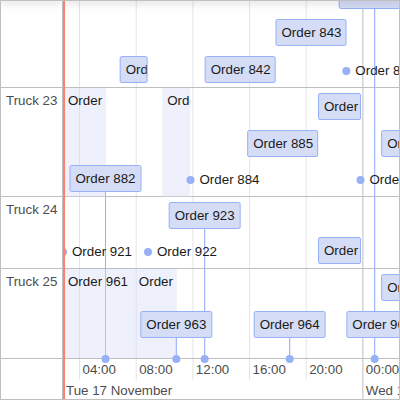 Order 843
Ord
Order 842
Order 8
Truck 23
Order
Ord
Order
Order 885
O
Order 882
Order 884
Orde
Truck 24
Order 923
Order 921
Order 922
Order
Truck 25
Order 961
Order
O
Order 963
Order 964
Order 9
04:00
08:00
12:00
16:00
20:00
00:00
Tue 17 November
Wed 1